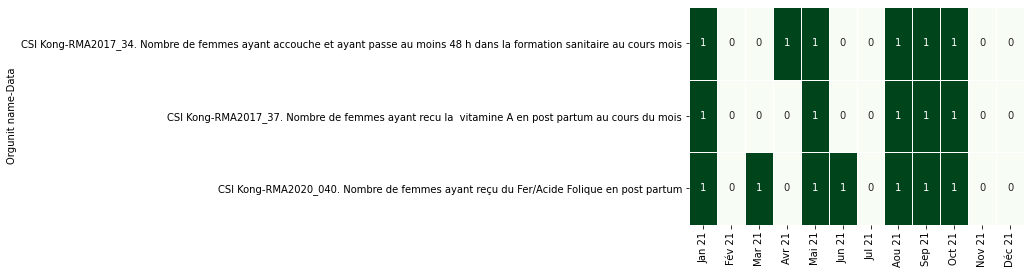 Orgunit name-Data
CSI Kong-RMA2017_34. Nombre de femmes ayant accouche et ayant passe au moins 48 h dans la formation sanitaire au cours mois
1 0 0 1 1 0 0 1 1 1 0 0
CSI Kong-RMA2017_37. Nombre de femmes ayant recu la  vitamine A en post partum au cours du mois
1 0 0 0 1 0 0 1 1 1 0 0
CSI Kong-RMA2020_040. Nombre de femmes ayant reçu du Fer/Acide Folique en post partum
1 0 1 0 1 1 0 1 1 1 0 0
Jan 21
Fév 21
Mar 21
Avr 21
Mai 21
Jun 21
Jul 21
Aou 21
Sep 21
Oct 21
Nov 21
Déc 21